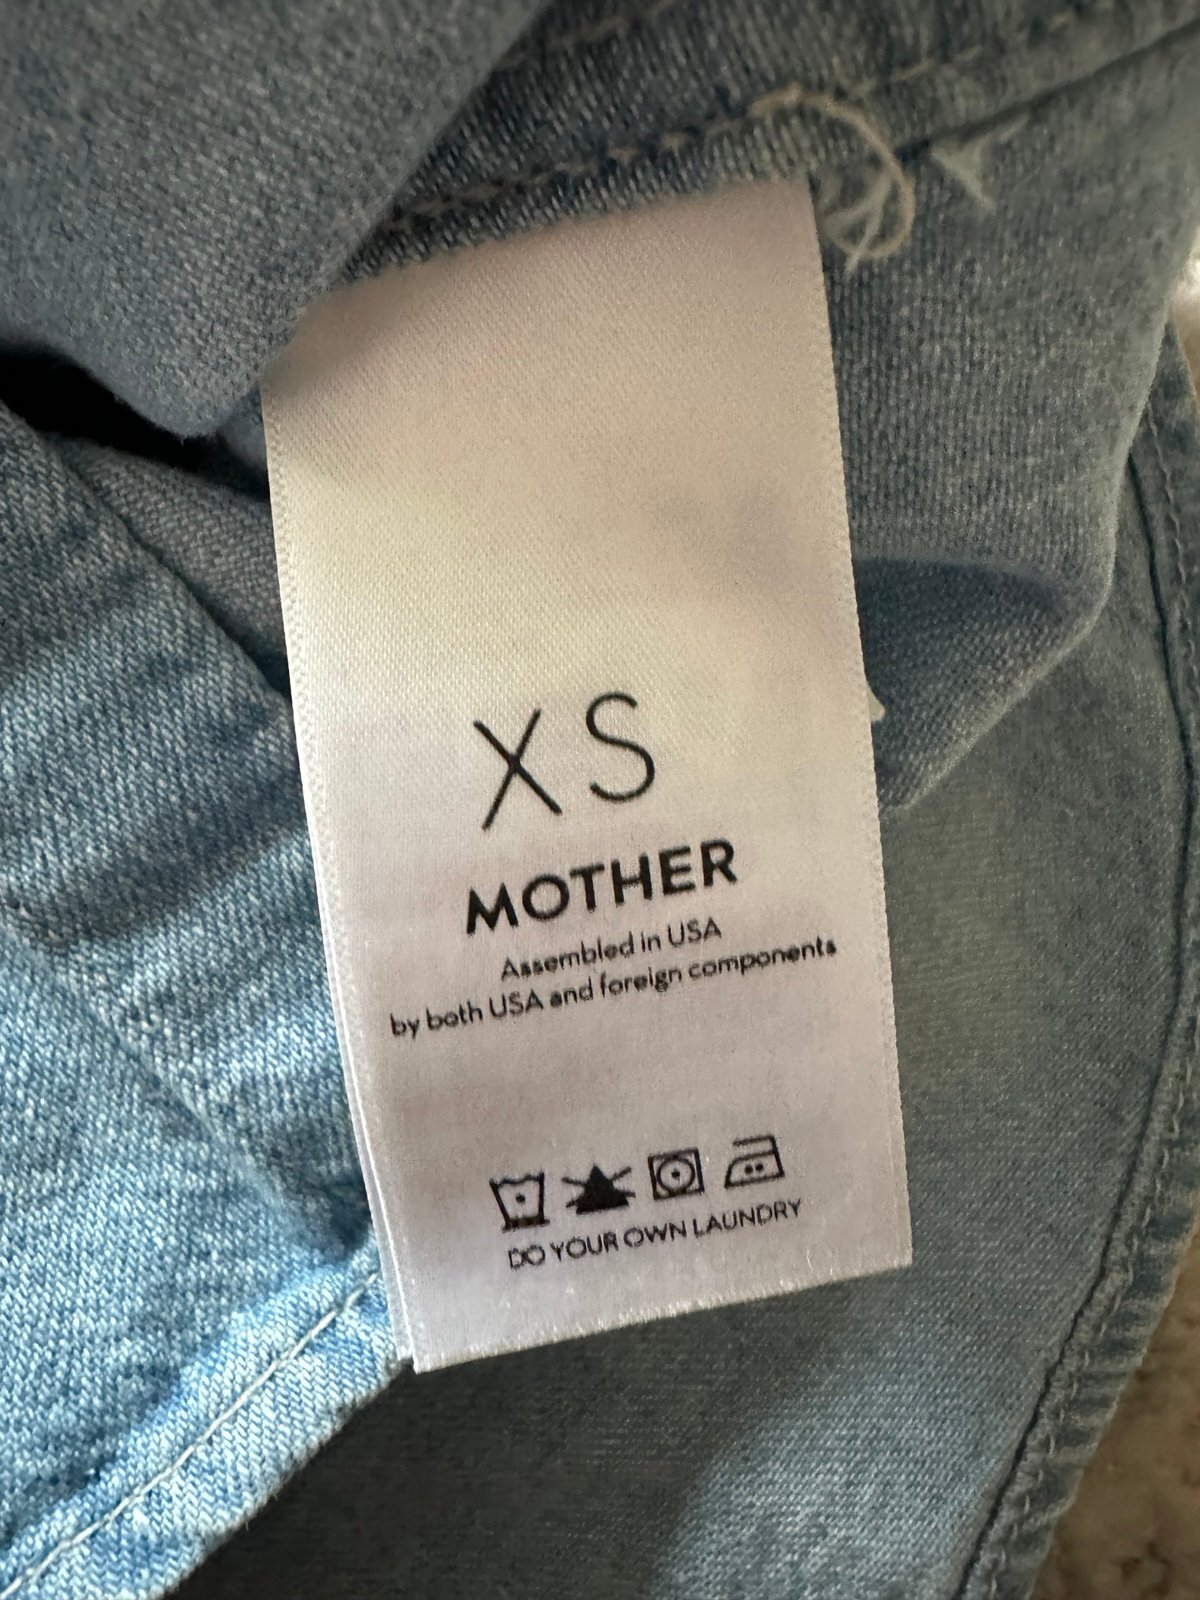 XS
MOTHER
Assembled in USA
by both USA and foreign components
DO YOUR OWN LAUNDRY